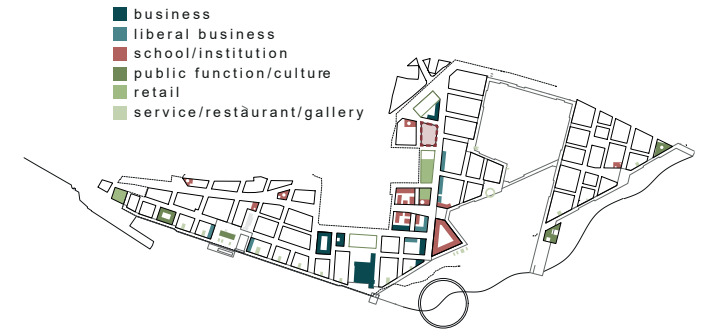 business
liberal business
school/institution
public function/culture
retail
service/restaurant/gallery